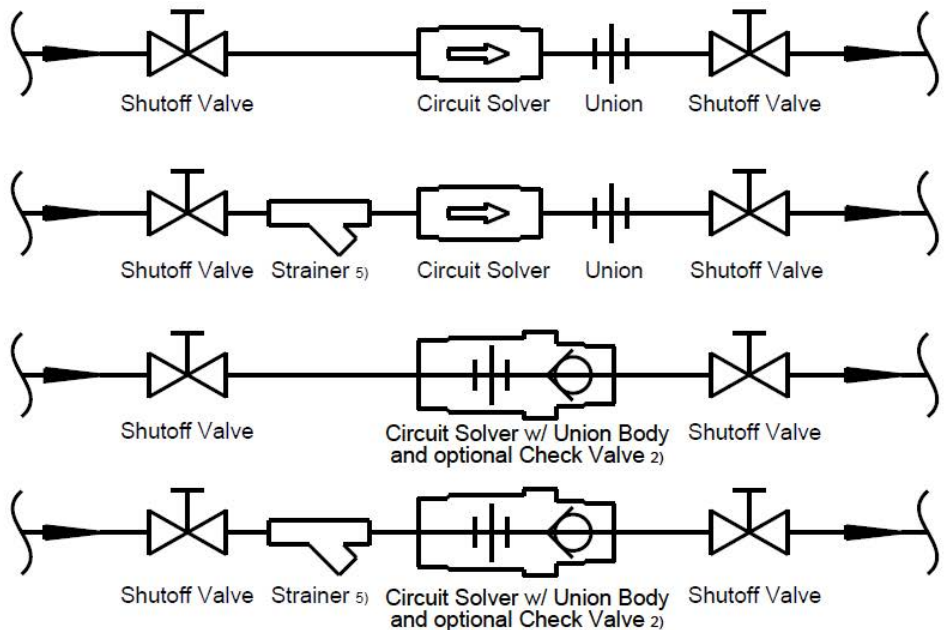 Shutoff Valve Circuit Solver Union Shutoff Valve
Shutoff Valve Strainer 5) Circuit Solver Union Shutoff Valve
Shutoff Valve Circuit Solver w/ Union Body Shutoff Valve
and optional Check Valve 2)
Shutoff Valve Strainer 5) Circuit Solver w/ Union Body Shutoff Valve
and optional Check Valve 2)